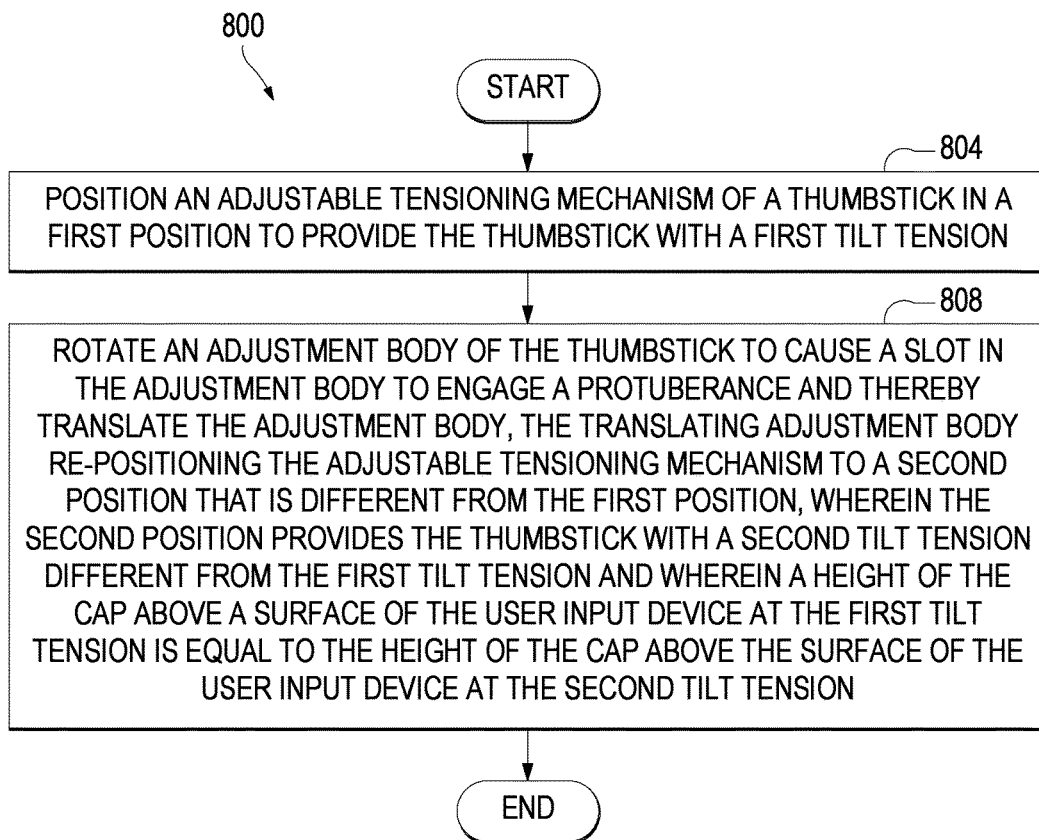 800
START
804
POSITION AN ADJUSTABLE TENSIONING MECHANISM OF A THUMBSTICK IN A
FIRST POSITION TO PROVIDE THE THUMBSTICK WITH A FIRST TILT TENSION
808
ROTATE AN ADJUSTMENT BODY OF THE THUMBSTICK TO CAUSE A SLOT IN
THE ADJUSTMENT BODY TO ENGAGE A PROTUBERANCE AND THEREBY
TRANSLATE THE ADJUSTMENT BODY, THE TRANSLATING ADJUSTMENT BODY
RE-POSITIONING THE ADJUSTABLE TENSIONING MECHANISM TO A SECOND
POSITION THAT IS DIFFERENT FROM THE FIRST POSITION, WHEREIN THE
SECOND POSITION PROVIDES THE THUMBSTICK WITH A SECOND TILT TENSION
DIFFERENT FROM THE FIRST TILT TENSION AND WHEREIN A HEIGHT OF THE
CAP ABOVE A SURFACE OF THE USER INPUT DEVICE AT THE FIRST TILT
TENSION IS EQUAL TO THE HEIGHT OF THE CAP ABOVE THE SURFACE OF THE
USER INPUT DEVICE AT THE SECOND TILT TENSION
END